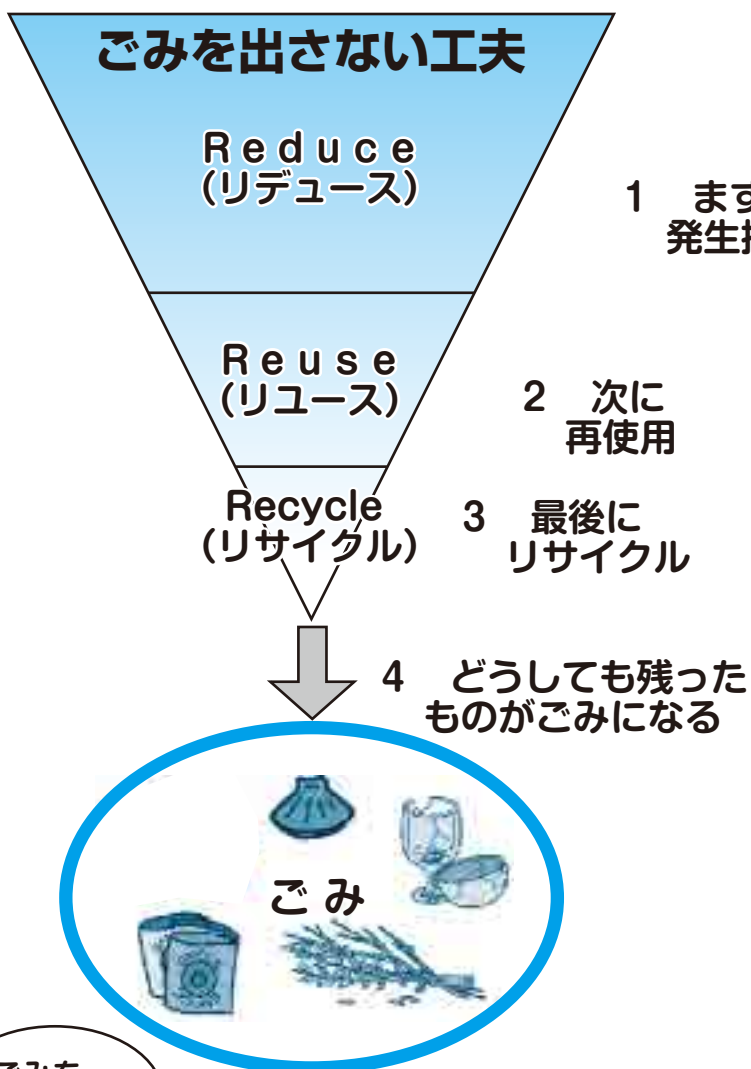 ごみを出さない工夫
Reduce
(リデュース)
1 まず
発生
Reuse
(リユース)
2 次に
再使用
Recycle
(リサイクル)
3 最後に
リサイクル
4 どうしても残った
ものがごみになる
ごみ